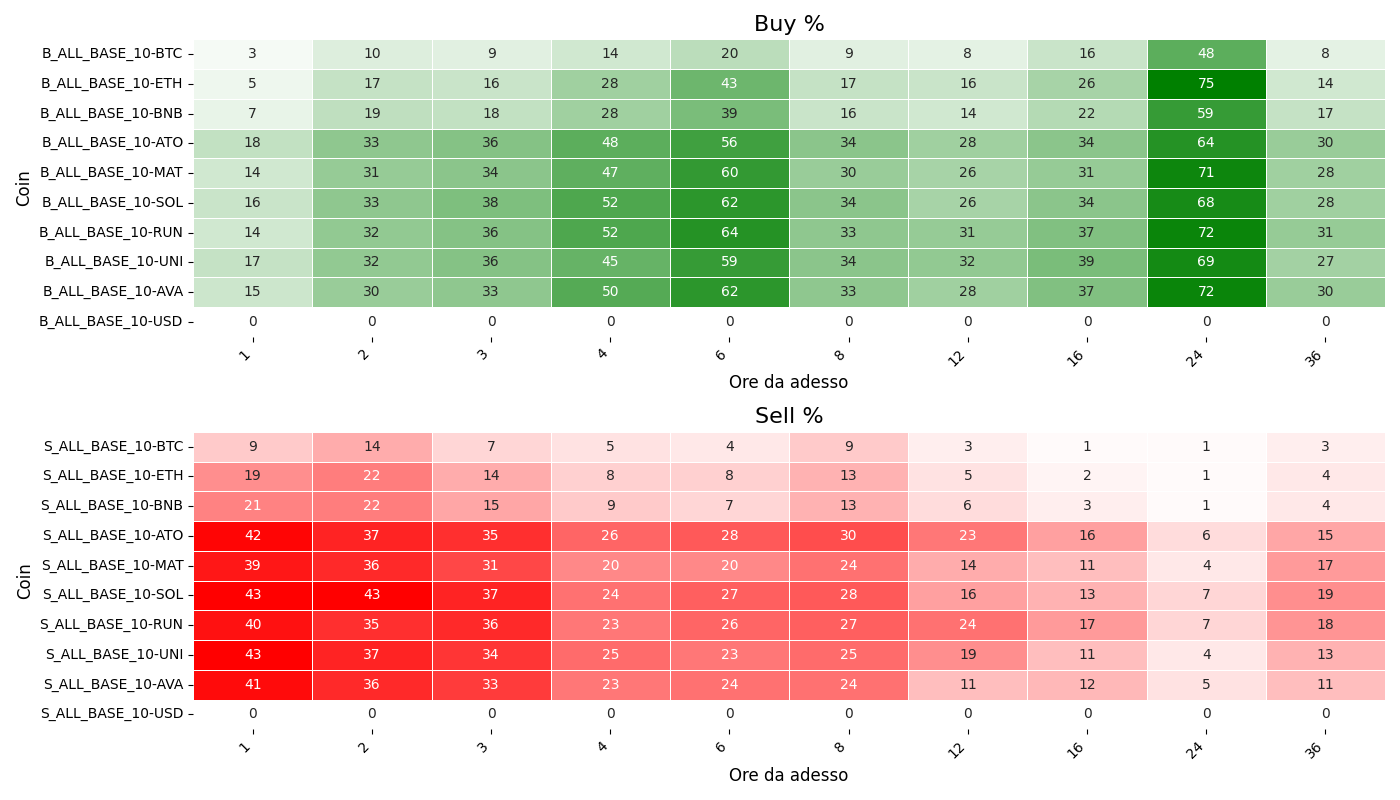 Buy %
Coin
B_ALL_BASE_10-BTC 3 10 9 14 20 9 8 16 48 8
B_ALL_BASE_10-ETH 5 17 16 28 43 17 16 26 75 14
B_ALL_BASE_10-BNB 7 19 18 28 39 16 14 22 59 17
B_ALL_BASE_10-ATO 18 33 36 48 56 34 28 34 64 30
B_ALL_BASE_10-MAT 14 31 34 47 60 30 26 31 71 28
B_ALL_BASE_10-SOL 16 33 38 52 62 34 26 34 68 28
B_ALL_BASE_10-RUN 14 32 36 52 64 33 31 37 72 31
B_ALL_BASE_10-UNI 17 32 36 45 59 34 32 39 69 27
B_ALL_BASE_10-AVA 15 30 33 50 62 33 28 37 72 30
B_ALL_BASE_10-USD 0 0 0 0 0 0 0 0 0 0
1 2 3 4 6 8 12 16 24 36
Ore da adesso
Sell %
Coin
S_ALL_BASE_10-BTC 9 14 7 5 4 9 3 1 1 3
S_ALL_BASE_10-ETH 19 22 14 8 8 13 5 2 1 4
S_ALL_BASE_10-BNB 21 22 15 9 7 13 6 3 1 4
S_ALL_BASE_10-ATO 42 37 35 26 28 30 23 16 6 15
S_ALL_BASE_10-MAT 39 36 31 20 20 24 14 11 4 17
S_ALL_BASE_10-SOL 43 43 37 24 27 28 16 13 7 19
S_ALL_BASE_10-RUN 40 35 36 23 26 27 24 17 7 18
S_ALL_BASE_10-UNI 43 37 34 25 23 25 19 11 4 13
S_ALL_BASE_10-AVA 41 36 33 23 24 24 11 12 5 11
S_ALL_BASE_10-USD 0 0 0 0 0 0 0 0 0 0
1 2 3 4 6 8 12 16 24 36
Ore da adesso